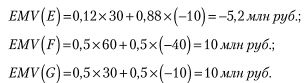 EMV(E)=0,12×30+0,88×(−10)=−5,2 млн руб.;
EMV(F)=0,5×60+0,5×(−40)=10 млн руб.;
EMV(G)=0,5×30+0,5×(−10)=10 млн руб.